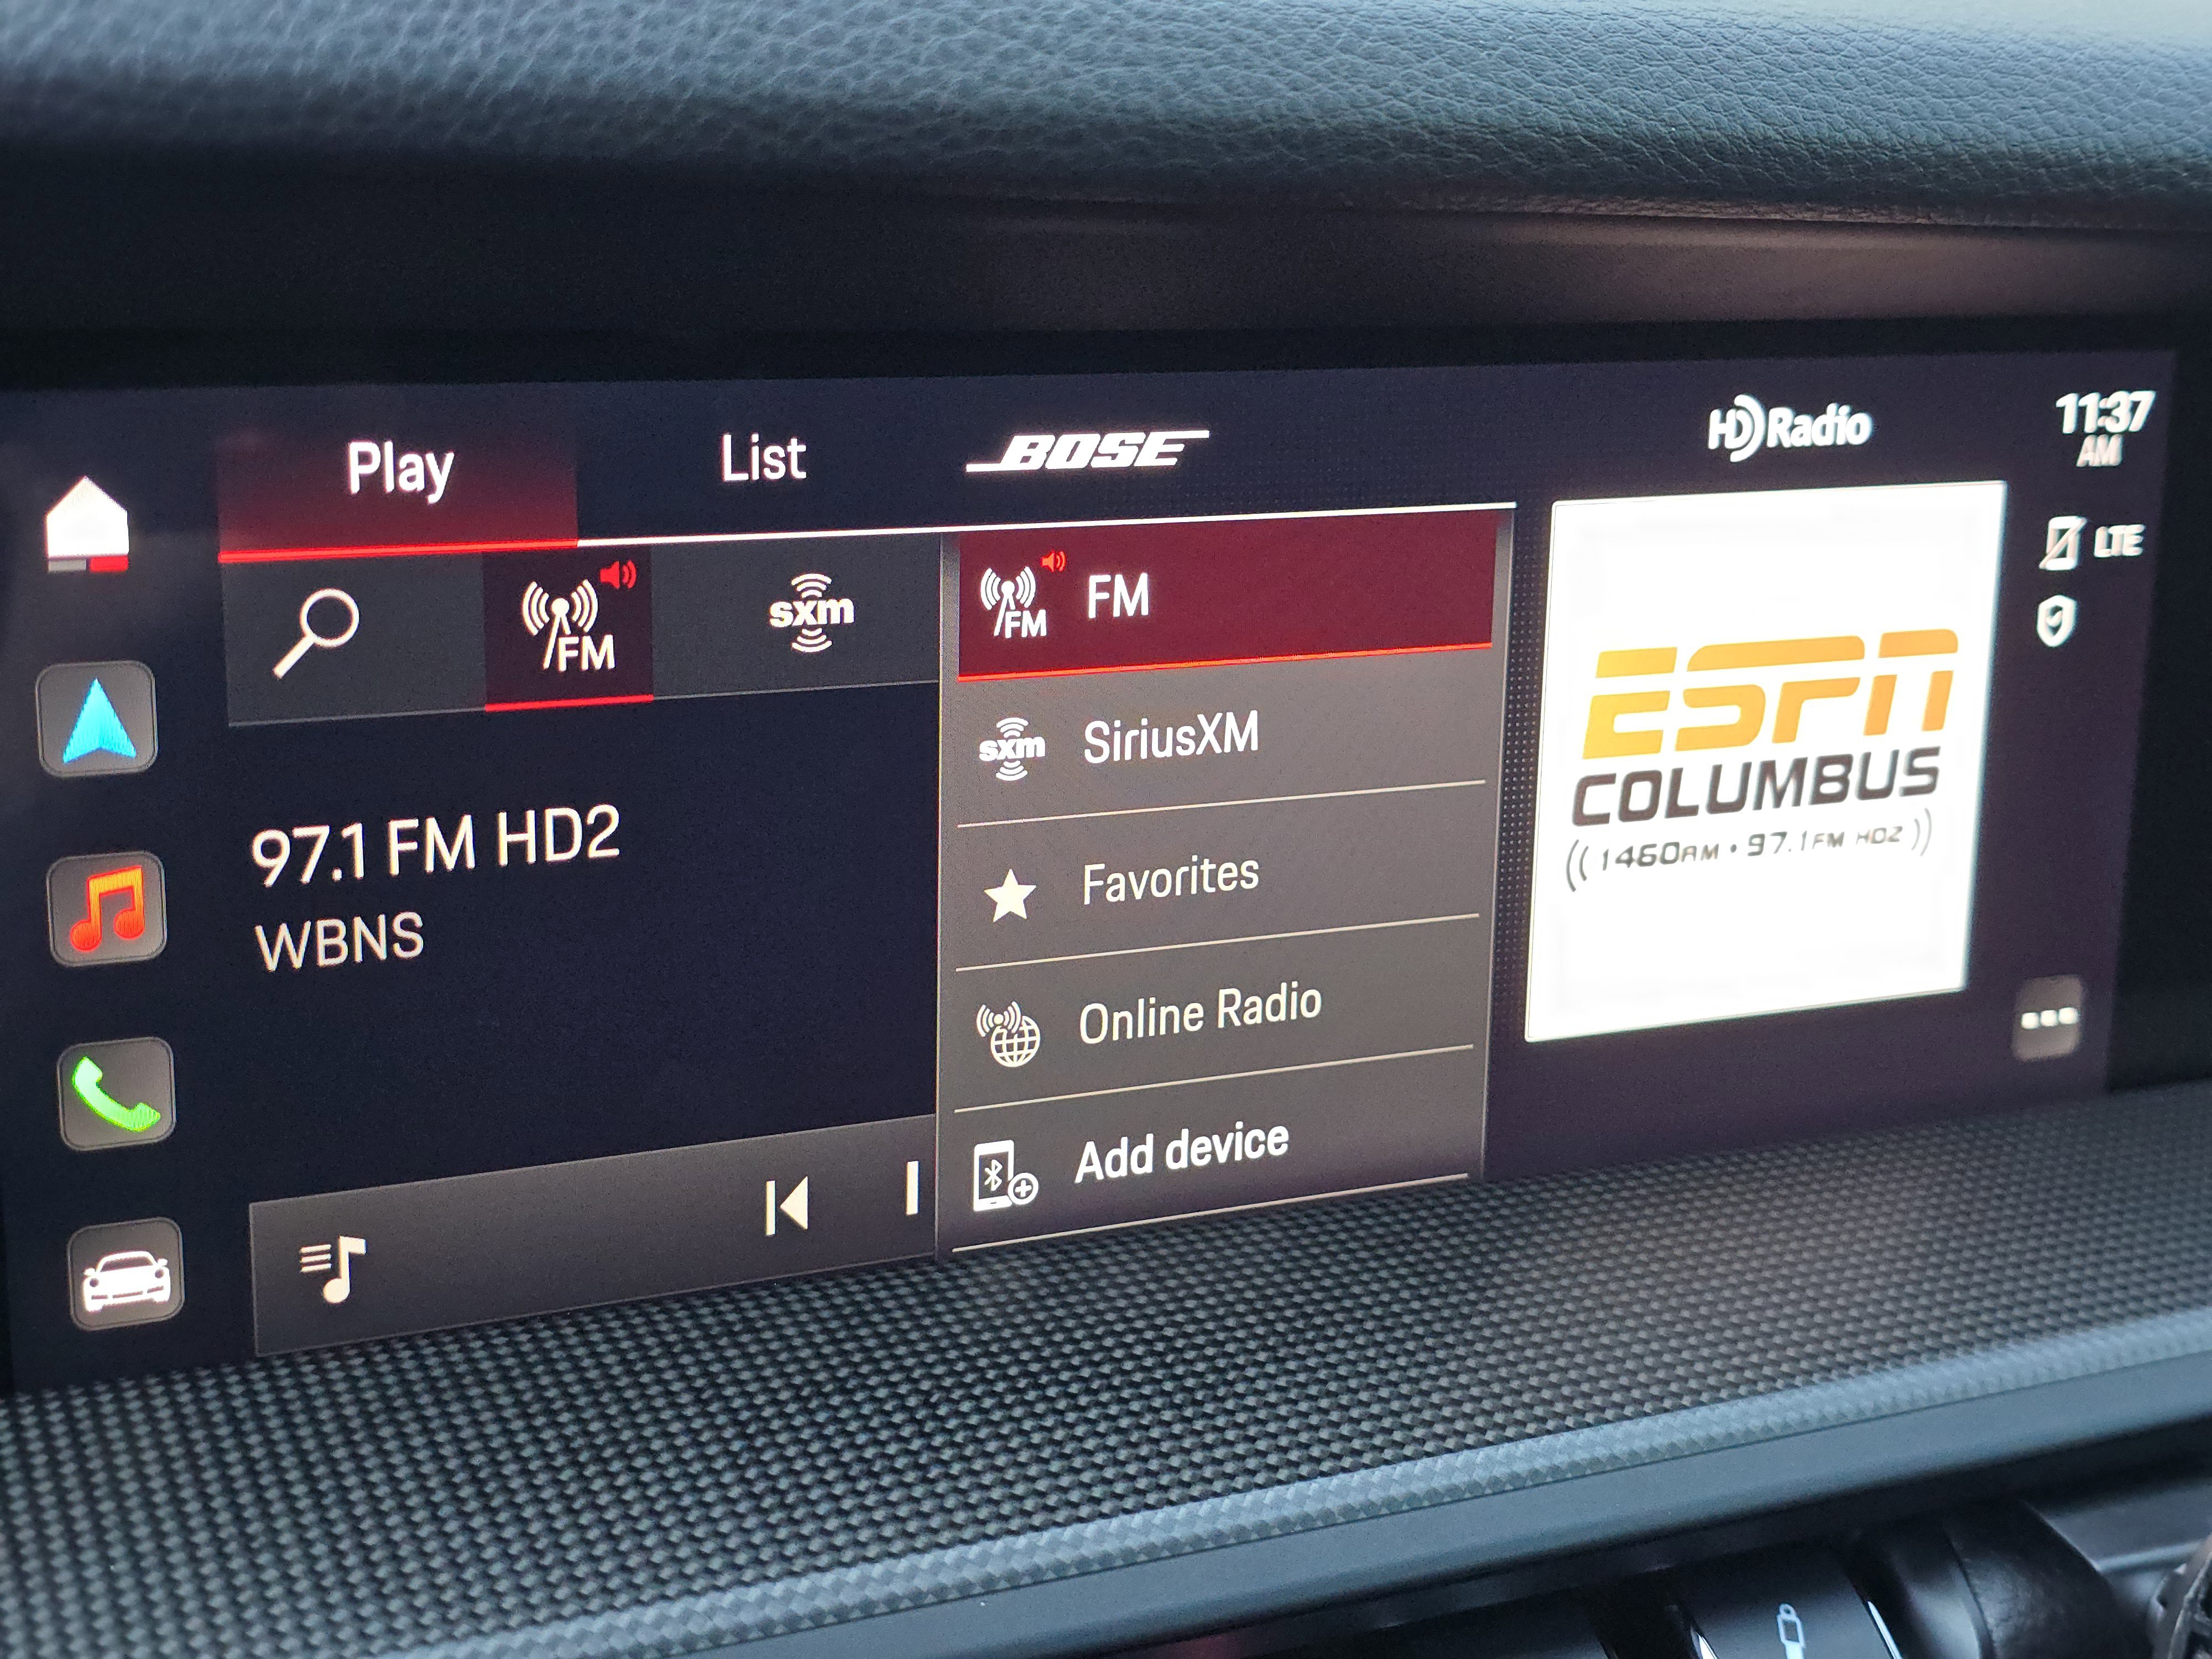 Play
List
BOSE
HD Radio
11:37
AM
FM
sxm
FM
FM
LTE
sxm
SiriusXM
97.1 FM HD2
WBNS
Favorites
Online Radio
Add device
ESPN
COLUMBUS
1460AM • 97.1FM HD2